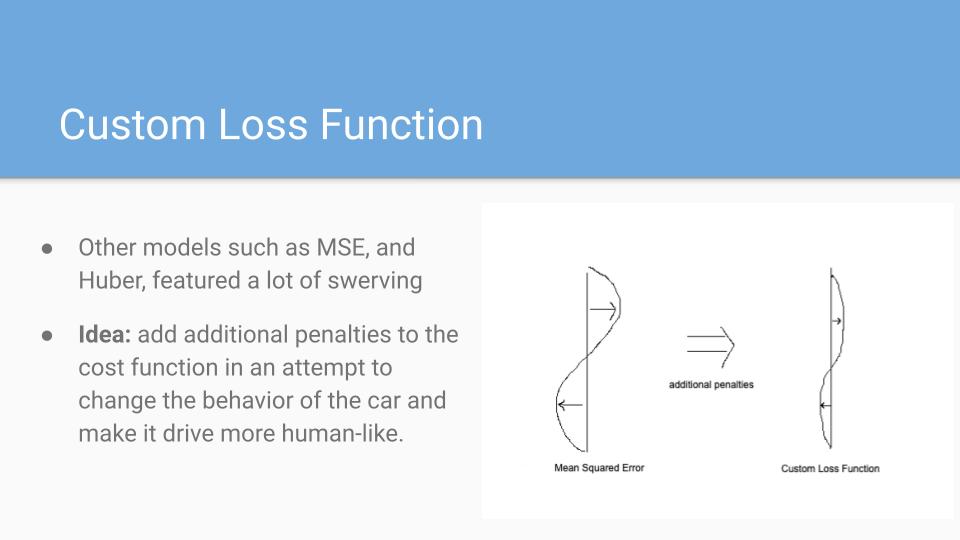 Custom Loss Function
● Other models such as MSE, and
Huber, featured a lot of swerving
● Idea: add additional penalties to the
cost function in an attempt to
change the behavior of the car and
make it drive more human-like.
additional penalties
Mean Squared Error
Custom Loss Function